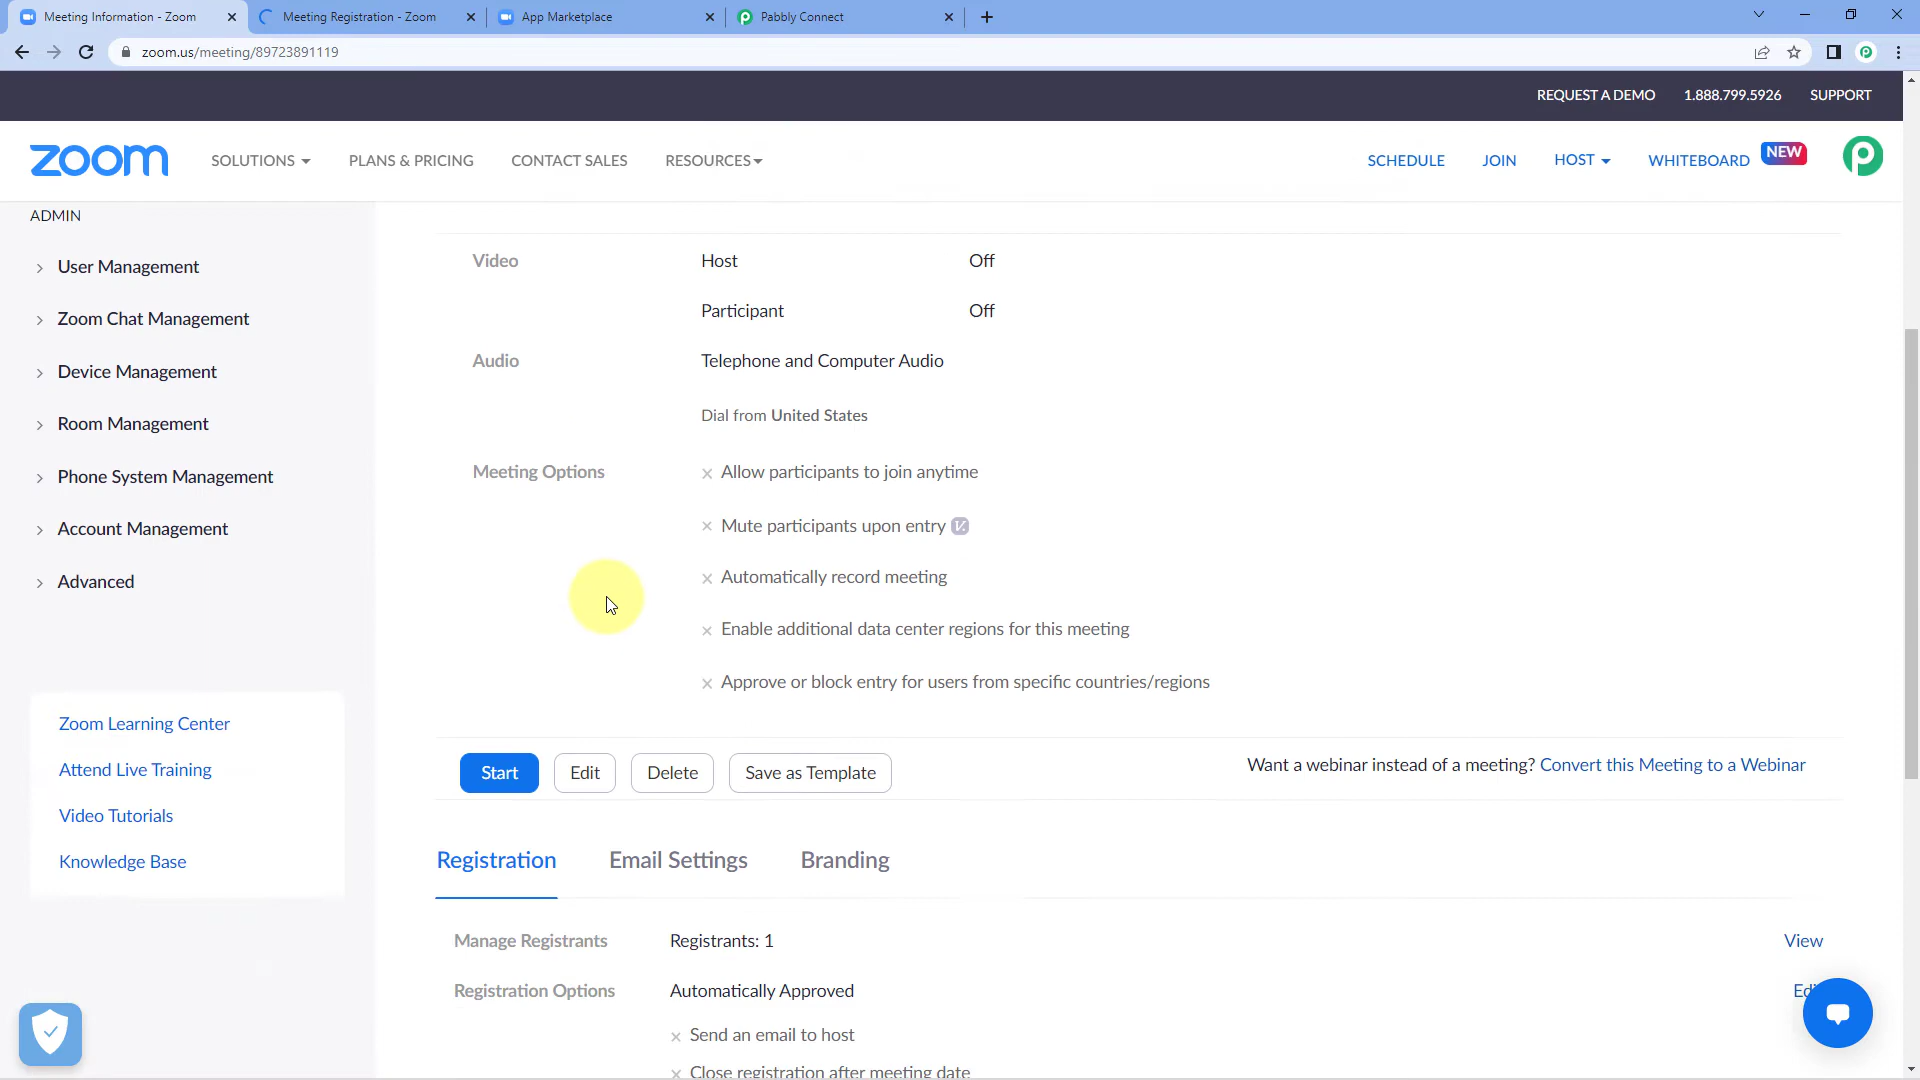 Meeting Information - Zoom
Meeting Registration - Zoom
App Marketplace
Pabbly Connect
zoom.us/meeting/89723891119
REQUEST A DEMO 1.888.799.5926 SUPPORT
zoom SOLUTIONS PLANS & PRICING CONTACT SALES RESOURCES SCHEDULE JOIN HOST WHITEBOARD NEW
ADMIN
User Management
Zoom Chat Management
Device Management
Room Management
Phone System Management
Account Management
Advanced
Zoom Learning Center
Attend Live Training
Video Tutorials
Knowledge Base
Video Host Off
Participant Off
Audio Telephone and Computer Audio
Dial from United States
Meeting Options Allow participants to join anytime
Mute participants upon entry
Automatically record meeting
Enable additional data center regions for this meeting
Approve or block entry for users from specific countries/regions
Start Edit Delete Save as Template Want a webinar instead of a meeting? Convert this Meeting to a Webinar
Registration Email Settings Branding
Manage Registrants Registrants: 1 View
Registration Options Automatically Approved
Send an email to host
Close registration after meeting date